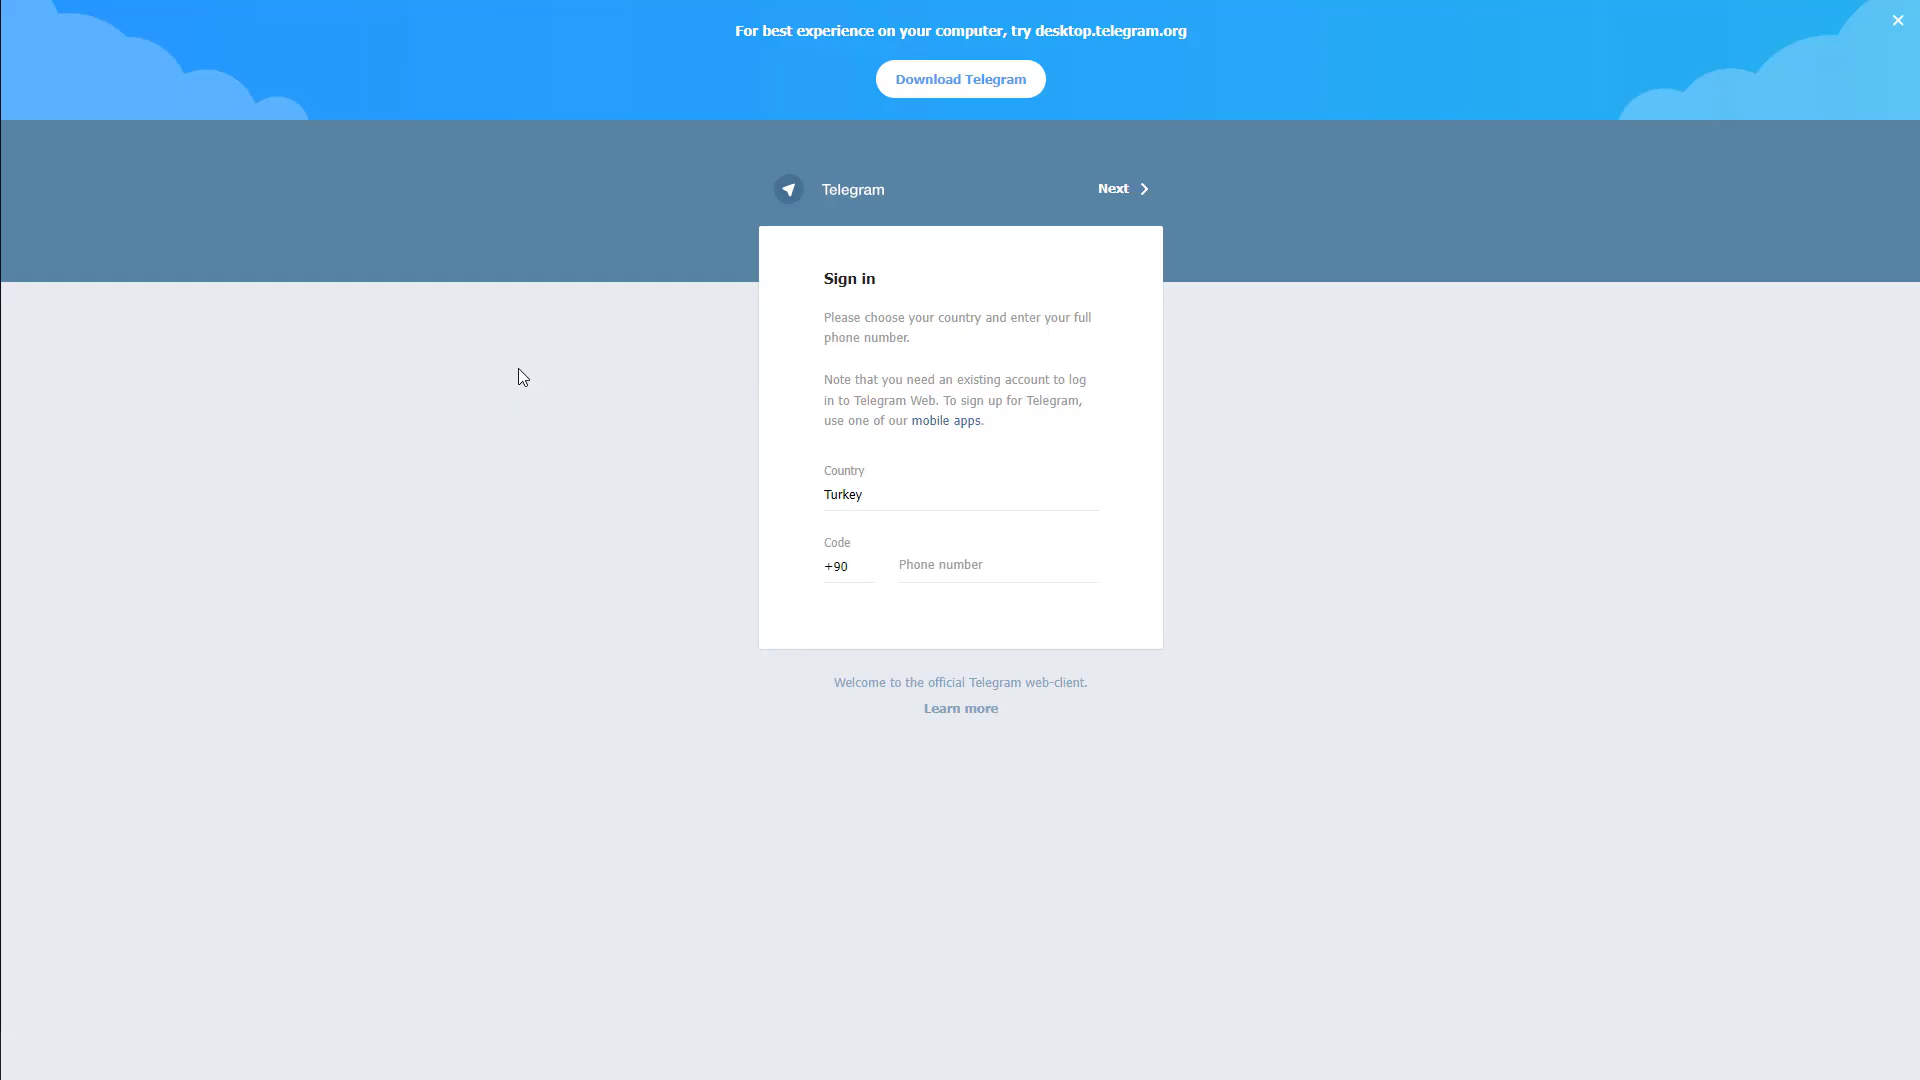 For best experience on your computer, try desktop.telegram.org
Download Telegram
Telegram
Next
Sign in
Please choose your country and enter your full
phone number.
Note that you need an existing account to log
in to Telegram Web. To sign up for Telegram,
use one of our mobile apps.
Country
Turkey
Code
+90
Phone number
Welcome to the official Telegram web-client.
Learn more